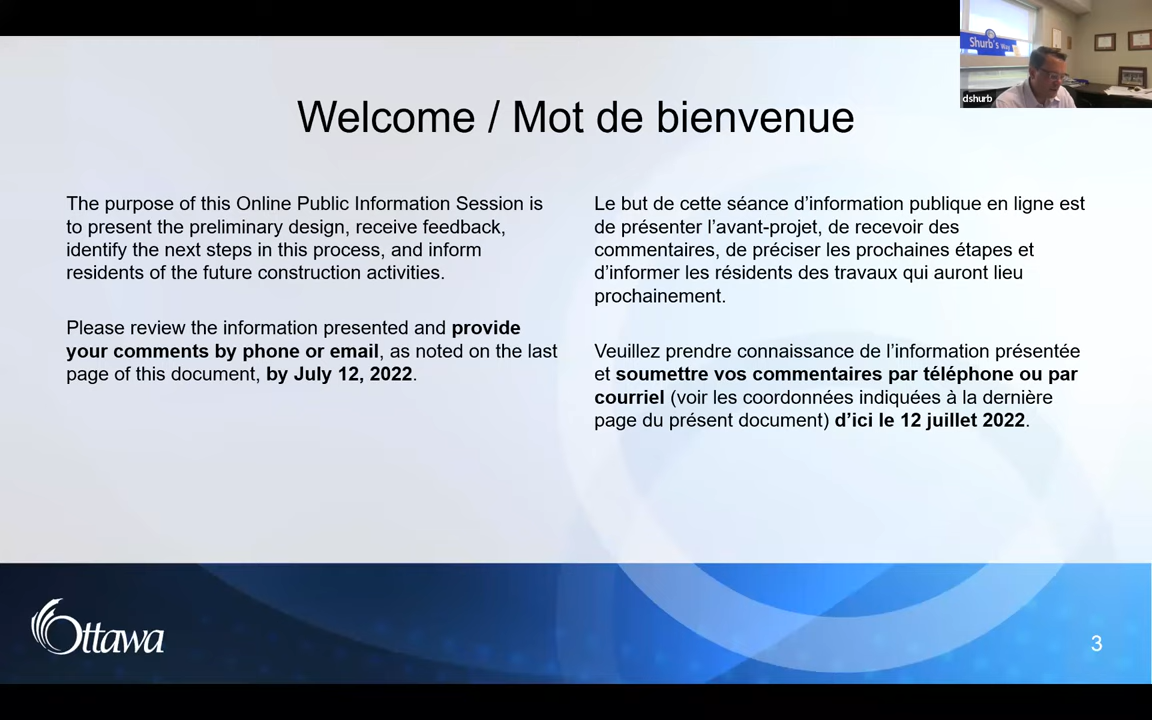 Shurb's Way
dshurb
Welcome / Mot de bienvenue
The purpose of this Online Public Information Session is
to present the preliminary design, receive feedback,
identify the next steps in this process, and inform
residents of the future construction activities.
Please review the information presented and provide
your comments by phone or email, as noted on the last
page of this document, by July 12, 2022.
Le but de cette séance d’information publique en ligne est
de présenter l’avant-projet, de recevoir des
commentaires, de préciser les prochaines étapes et
d’informer les résidents des travaux qui auront lieu
prochainement.
Veuillez prendre connaissance de l’information présentée
et soumettre vos commentaires par téléphone ou par
courriel (voir les coordonnées indiquées à la dernière
page du présent document) d’ici le 12 juillet 2022.
Ottawa
3